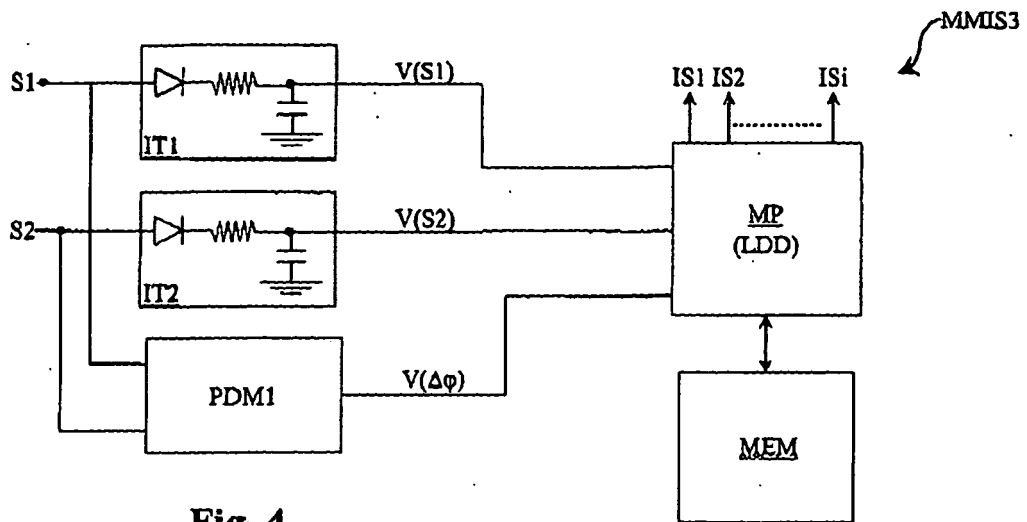 MMIS3
S1
V(S1)
IS1 IS2 ISi
IT1
MP
(LDD)
S2
V(S2)
IT2
PDM1
V(Δφ)
MEM
Fig. 4